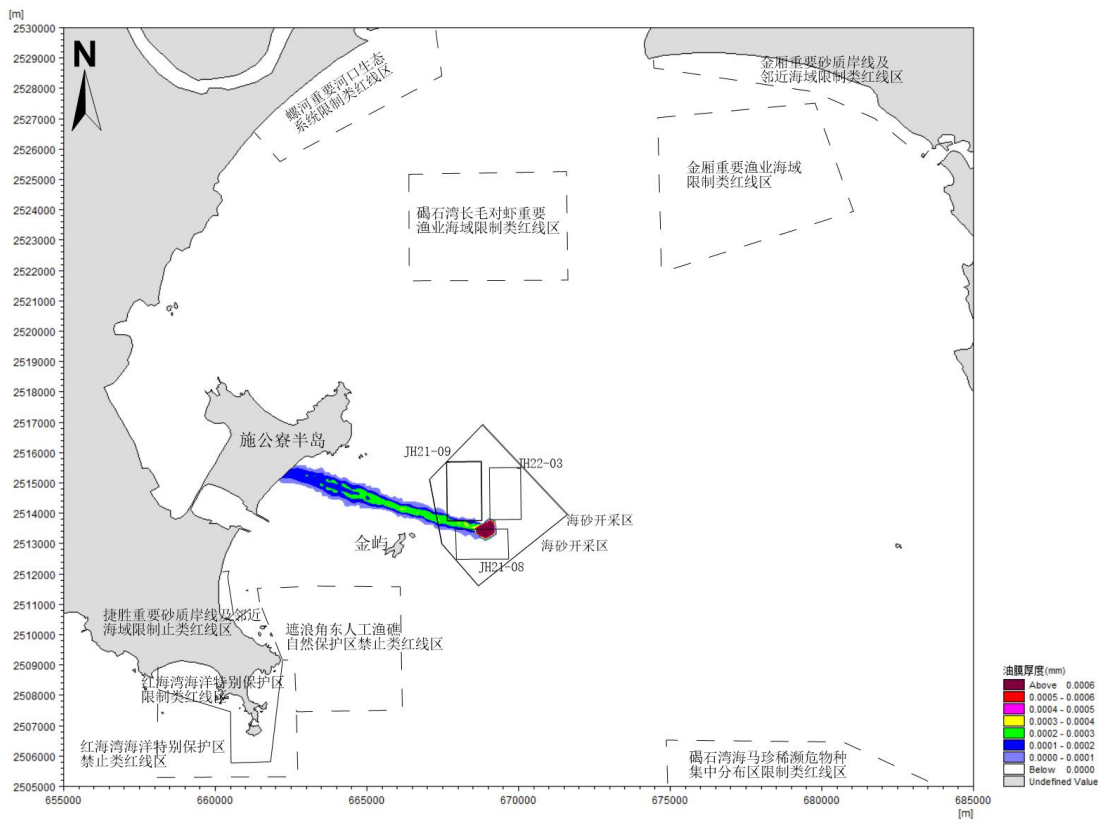 [m]
2530000
2529000
2528000
2527000
2526000
2525000
2524000
2523000
2522000
2521000
2520000
2519000
2518000
2517000
2516000
2515000
2514000
2513000
2512000
2511000
2510000
2509000
2508000
2507000
2506000
2505000
N
螺河重要河口生态
系统限制类红线区
金厢重要砂质岸线及
邻近海域限制类红线区
金厢重要渔业海域
限制类红线区
碣石湾长毛对虾重要
渔业海域限制类红线区
施公寮半岛
JH21-09
JH22-03
海砂开采区
海砂开采区
金屿
JH21-08
捷胜重要砂质岸线及邻近
海域限制止类红线区
遮浪角东人工渔礁
自然保护区禁止类红线区
红海湾海洋特别保护区
限制类红线区
红海湾海洋特别保护区
禁止类红线区
碣石湾海马珍稀濒危物种
集中分布区限制类红线区
655000
660000
665000
670000
675000
680000
685000
[m]
油膜厚度(mm)
Above 0.0006
0.0005 - 0.0006
0.0004 - 0.0005
0.0003 - 0.0004
0.0002 - 0.0003
0.0001 - 0.0002
0.0000 - 0.0001
Below 0.0000
Undefined Value